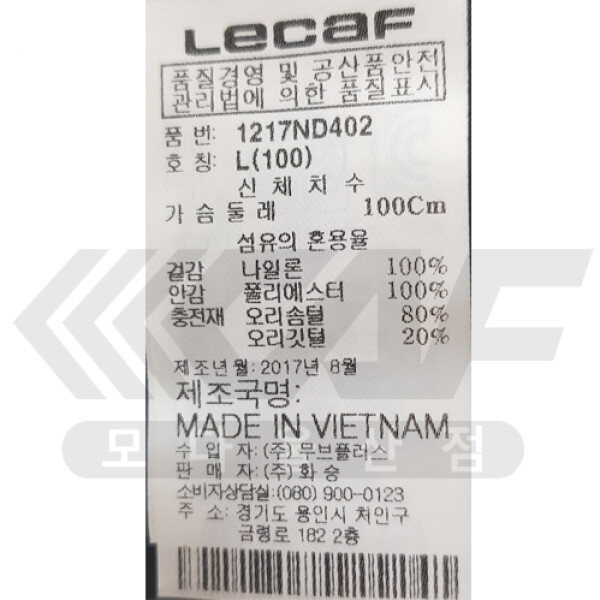 Lecaf
품질경영 및 공산품안전
관리법에 의한 품질표시
품 번: 1217ND402
호 칭: L(100)
신 체 치 수
가 슴 둘 레 100Cm
섬유의 혼용율
겉감 나일론 100%
안감 폴리에스터 100%
충전재 오리솜털 80%
오리깃털 20%
제조년월: 2017년 8월
제조국명:
MADE IN VIETNAM
수 입 자: (주) 무브플러스
판 매 자: (주) 화 승
소비자상담실:(080) 900-0123
주 소: 경기도 용인시 처인구
금령로 182 2층